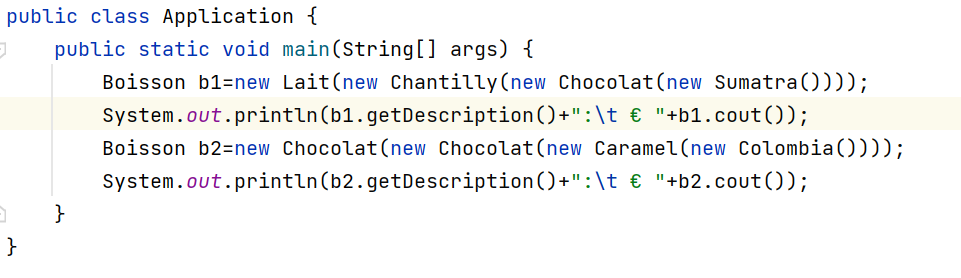 public class Application {
    public static void main(String[] args) {
        Boisson b1=new Lait(new Chantilly(new Chocolat(new Sumatra())));
        System.out.println(b1.getDescription()+":\t € "+b1.cout());
        Boisson b2=new Chocolat(new Chocolat(new Caramel(new Colombia())));
        System.out.println(b2.getDescription()+":\t € "+b2.cout());
    }
}